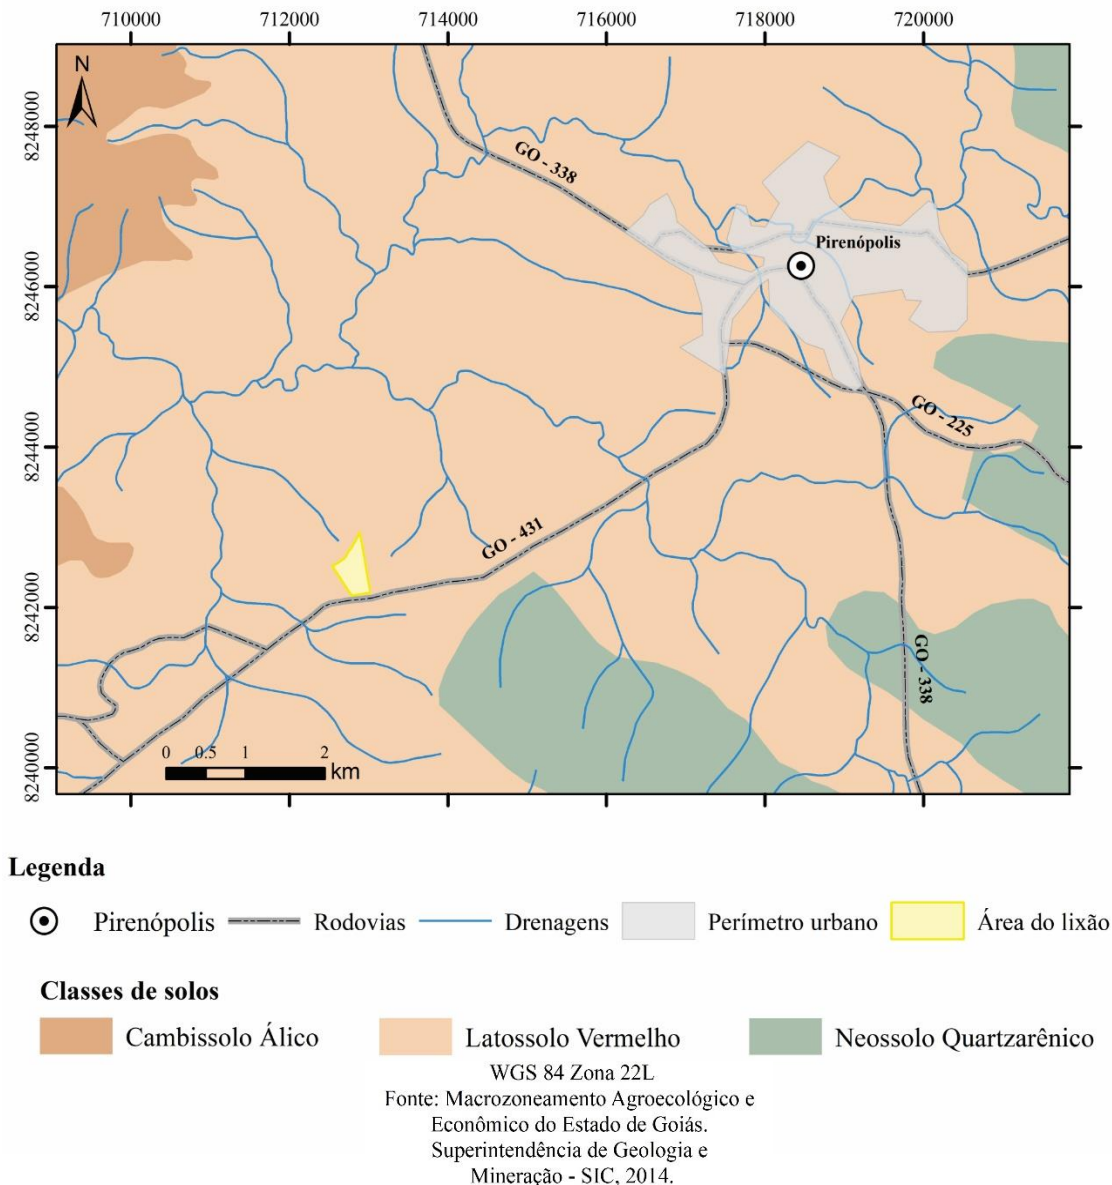 710000 712000 714000 716000 718000 720000
N
8248000
8246000
8244000
8242000
8240000
GO - 338
Pirenópolis
GO - 225
GO - 431
GO - 338
0 0.5 1 2
km
Legenda
Pirenópolis Rodovias Drenagens Perímetro urbano Área do lixão
Classes de solos
Cambissolo Álico Latossolo Vermelho Neossolo Quartzarênico
WGS 84 Zona 22L
Fonte: Macrozoneamento Agroecológico e
Econômico do Estado de Goiás.
Superintendência de Geologia e
Mineração - SIC, 2014.